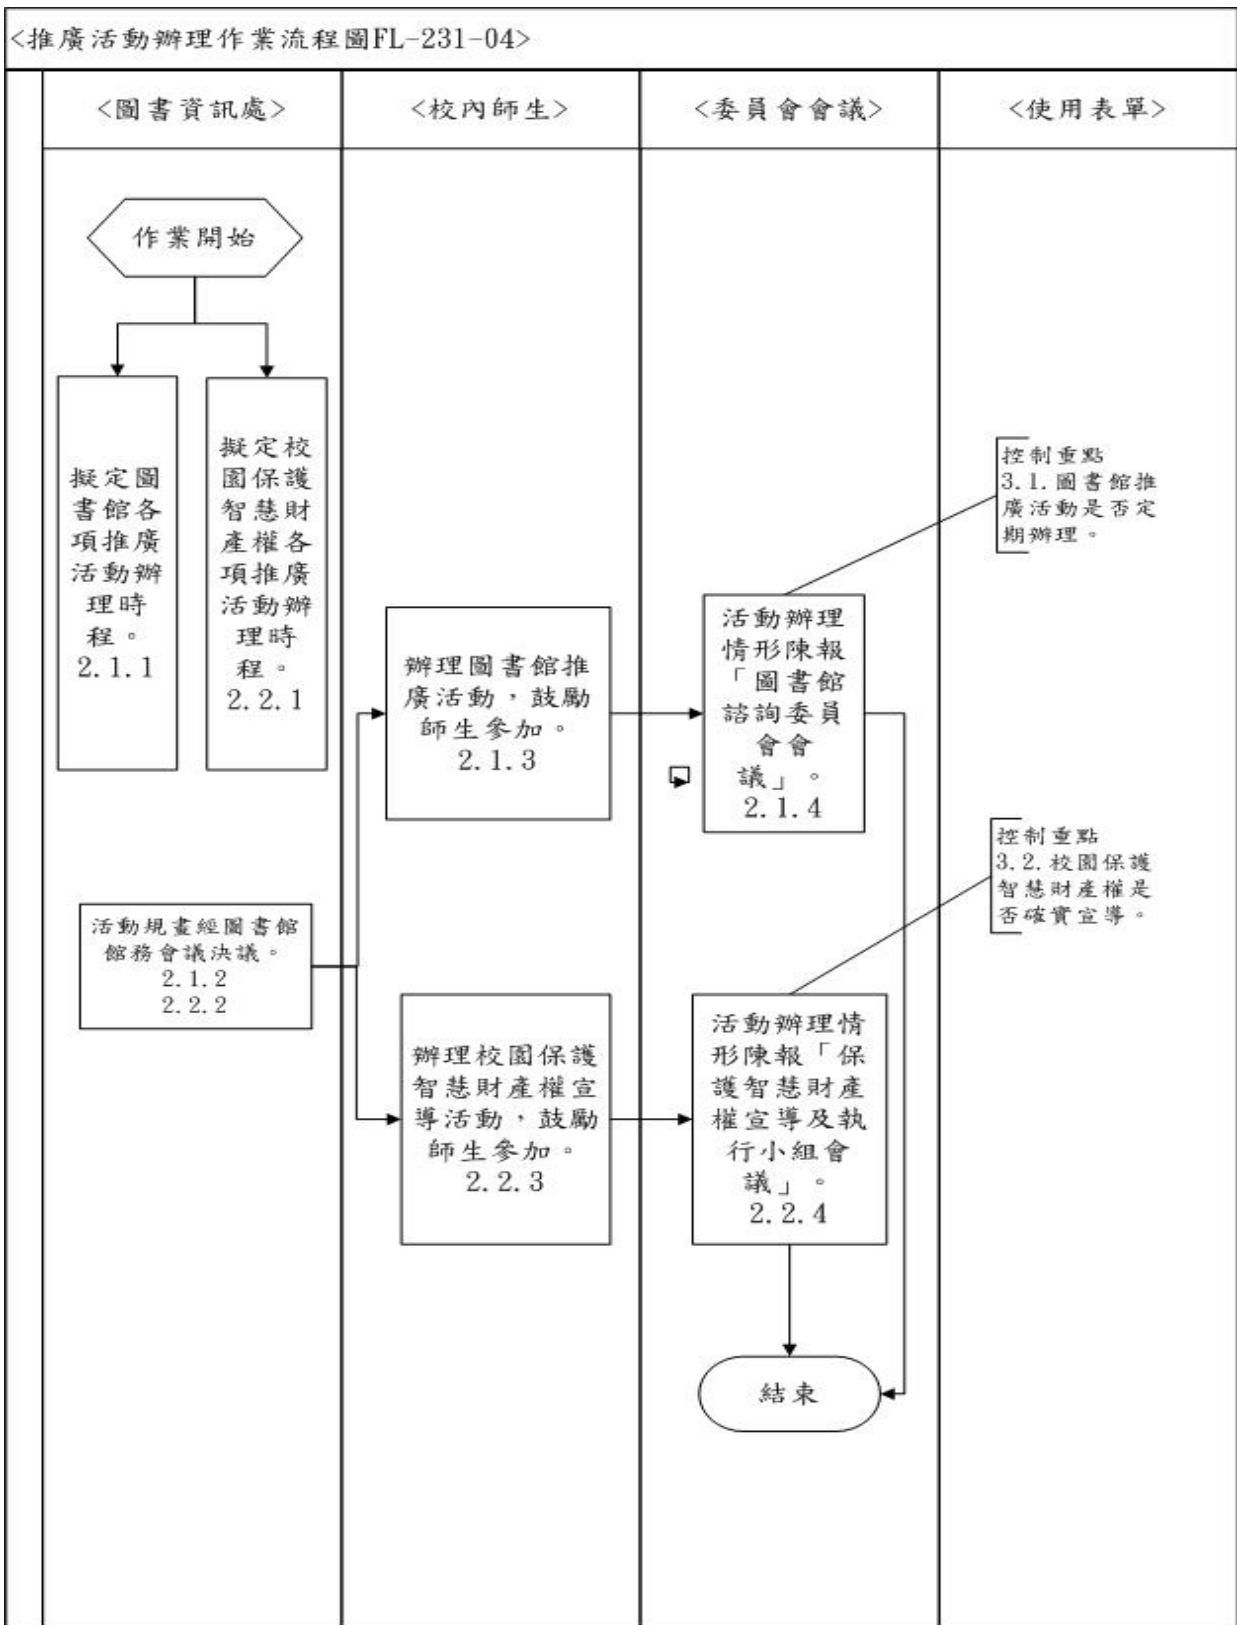 <推廣活動辦理作業流程圖FL-231-04>
<圖書資訊處>
<校內師生>
<委員會會議>
<使用表單>
作業開始
擬定圖
書館各
項推廣
活動辦
理時
程。
2.1.1
擬定校
園保護
智慧財
產權各
項推廣
活動辦
理時
程。
2.2.1
控制重點
3.1.圖書館推
廣活動是否定
期辦理。
辦理圖書館推
廣活動，鼓勵
師生參加。
2.1.3
活動辦理
情形陳報
「圖書館
諮詢委員
會會
議」。
2.1.4
控制重點
3.2.校園保護
智慧財產權是
否確實宣導。
活動規畫經圖書館
館務會議決議。
2.1.2
2.2.2
辦理校園保護
智慧財產權宣
導活動，鼓勵
師生參加。
2.2.3
活動辦理情
形陳報「保
護智慧財產
權宣導及執
行小組會
議」。
2.2.4
結束